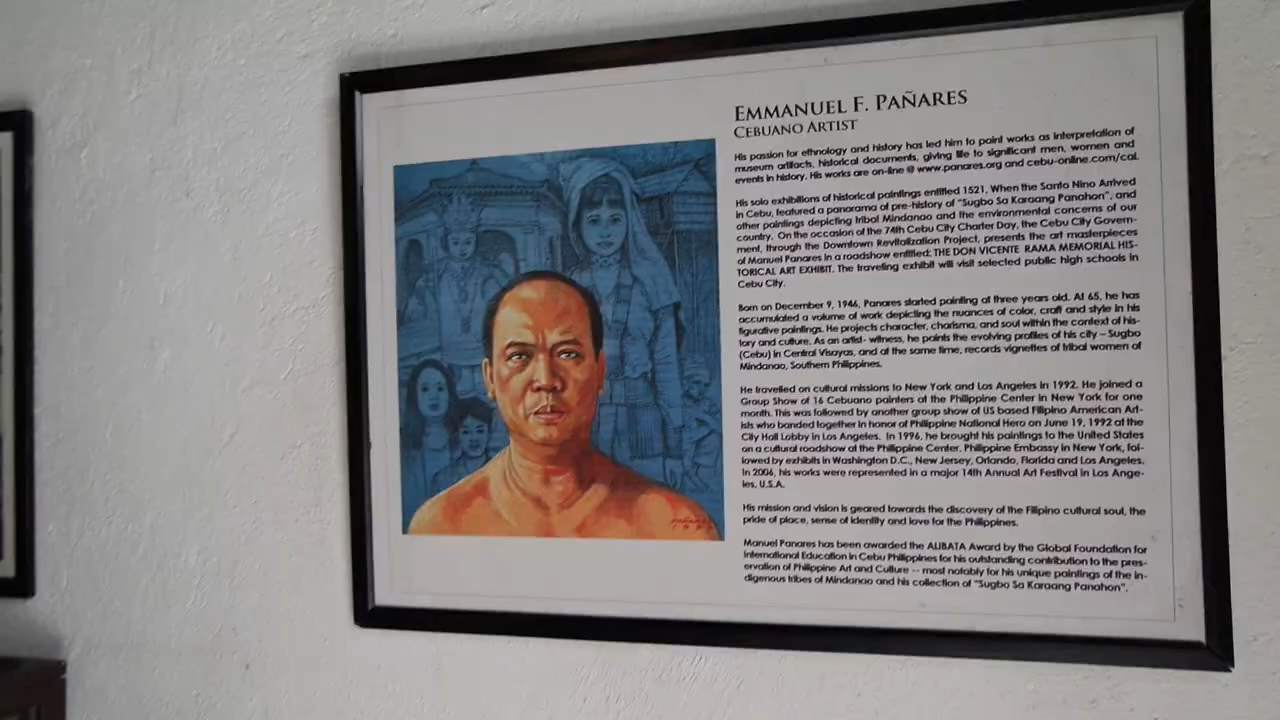 EMMANUEL F. PAÑARES
CEBUANO ARTIST
His passion for ethnology and history has led him to paint works as interpretation of
museum artifacts, historical documents, giving life to significant men, women and
events in history. His works are on-line @ www.panares.org and cebu-online.com/cal.
His solo exhibitions of historical paintings entitled 1521, When the Santo Nino Arrived
in Cebu, featured a panorama of pre-history of "Sugbo Sa Karaang Panahon", and
other paintings depicting tribal Mindanao and the environmental concerns of our
country. On the occasion of the 74th Cebu City Charter Day, the Cebu City Govern-
ment, through the Downtown Revitalization Project, presents the art masterpieces
of Manuel Panares in a roadshow entitled: THE DON VICENTE RAMA MEMORIAL HIS-
TORICAL ART EXHIBIT. The traveling exhibit will visit selected public high schools in
Cebu City.
Born on December 9, 1946, Panares started painting at three years old. At 65, he has
accumulated a volume of work depicting the nuances of color, craft and style in his
figurative paintings. He projects character, charisma, and soul within the context of his-
tory and culture. As an artist- witness, he paints the evolving profiles of his city – Sugbo
(Cebu) in Central Visayas, and at the same time, records vignettes of tribal women of
Mindanao, Southern Philippines.
He travelled on cultural missions to New York and Los Angeles in 1992. He joined a
Group Show of 16 Cebuano painters at the Philippine Center in New York for one
month. This was followed by another group show of US based Filipino American Art-
ists who banded together in honor of Philippine National Hero on June 19, 1992 at the
City Hall Lobby in Los Angeles. In 1996, he brought his paintings to the United States
on a cultural roadshow at the Philippine Center, Philippine Embassy in New York, fol-
lowed by exhibits in Washington D.C., New Jersey, Orlando, Florida and Los Angeles.
In 2006, his works were represented in a major 14th Annual Art Festival in Los Ange-
les, U.S.A.
His mission and vision is geared towards the discovery of the Filipino cultural soul, the
pride of place, sense of identity and love for the Philippines.
Manuel Panares has been awarded the ALIBATA Award by the Global Foundation for
International Education in Cebu Philippines for his outstanding contribution to the pres-
ervation of Philippine Art and Culture -- most notably for his unique paintings of the in-
digenous tribes of Mindanao and his collection of "Sugbo Sa Karaang Panahon".